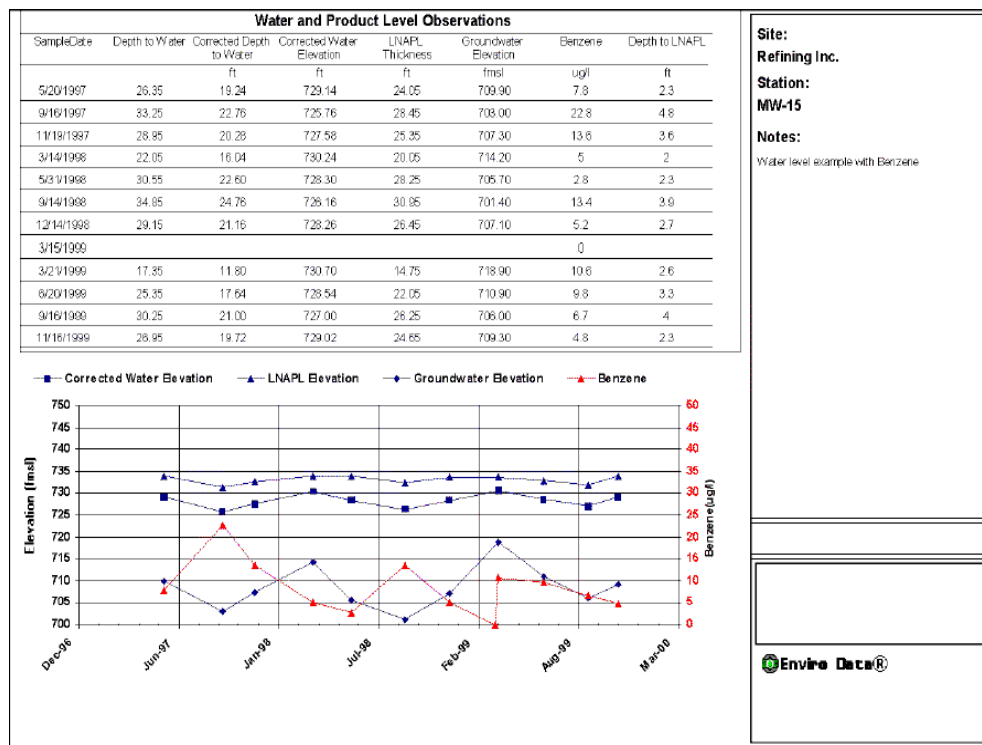 Water and Product Level Observations
SampleDate Depth to Water Corrected Depth to Water Corrected Water Elevation LNAPL Thickness Groundwater Elevation Benzene Depth to LNAPL
ft ft ft fmsl ug/l ft
5/20/1997 26.35 19.24 729.14 24.05 709.90 7.8 2.3
9/16/1997 33.25 22.76 725.76 28.45 703.00 22.8 4.8
11/19/1997 28.95 20.28 727.58 25.35 707.30 13.6 3.6
3/14/1998 22.05 16.04 730.24 20.05 714.20 5 2
5/31/1998 30.55 22.60 728.30 28.25 705.70 2.8 2.3
9/14/1998 34.85 24.76 726.16 30.95 701.40 13.4 3.9
12/14/1998 29.15 21.16 728.26 26.45 707.10 5.2 2.7
3/15/1999 0
3/21/1999 17.35 11.80 730.70 14.75 718.90 10.6 2.6
6/20/1999 25.35 17.64 728.54 22.05 710.90 9.8 3.3
9/16/1999 30.25 21.00 727.00 26.25 706.00 6.7 4
11/16/1999 26.95 19.72 729.02 24.65 709.30 4.8 2.3
Corrected Water Elevation LNAPL Elevation Groundwater Elevation Benzene
Elevation (fmsl)
750
745
740
735
730
725
720
715
710
705
700
Dec-96 Jun-97 Jan-98 Jul-98 Feb-99 Aug-99 Mar-00
50
45
40
35
30
25
20
15
10
5
0
Benzene(ug/l)
Site:
Refining Inc.
Station:
MW-15
Notes:
Water level example with Benzene
Enviro Data®